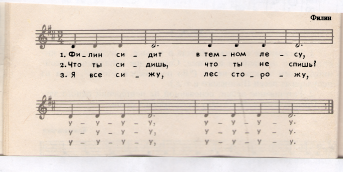 Филин
1. Фи – лин си – дит в тем – ном ле – су,
2. Что ты си – дишь, что ты не спишь?
3. Я все си – жу, лес сто – ро – жу,
у – у – у – у, у – у – у – у.
у – у – у – у, у – у – у – у.
у – у – у – у, у – у – у – у.